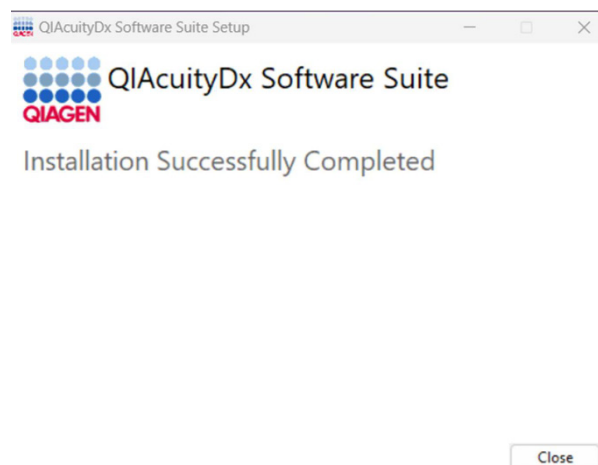 QIAcuityDx Software Suite Setup
QIAcuityDx Software Suite
QIAGEN
Installation Successfully Completed
Close